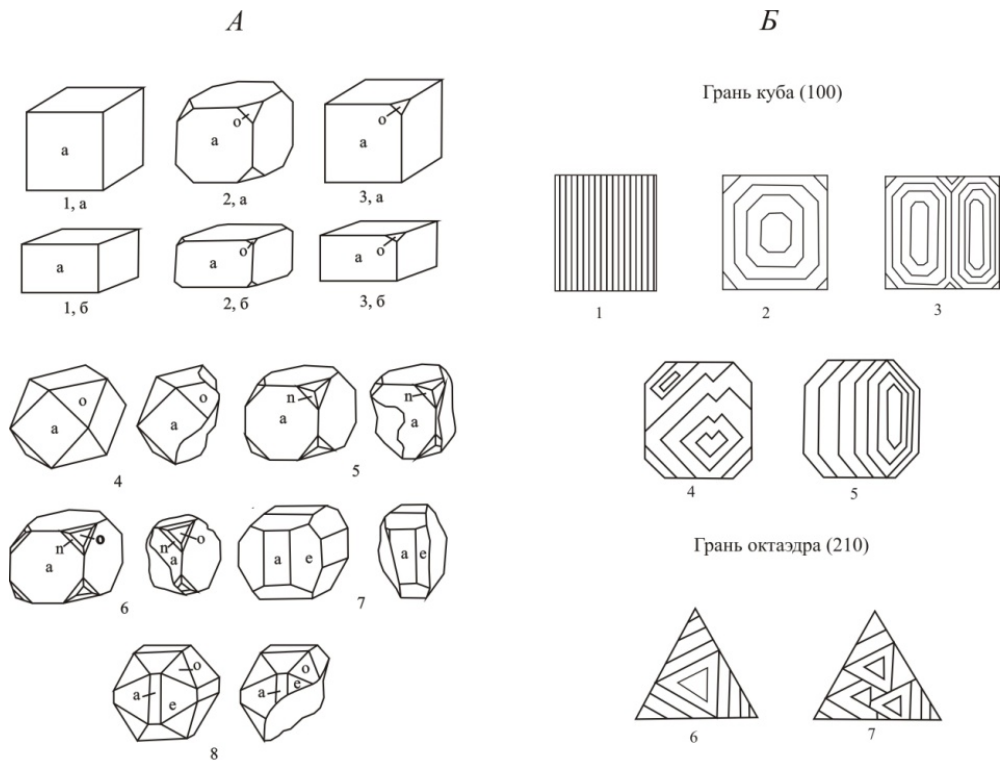 А
Б
Грань куба (100)
а
о
а
о
а
1, а
2, а
3, а
а
о
а
о
а
1, б
2, б
3, б
1
2
3
о
а
о
а
n
а
n
а
4
5
4
5
Грань октаэдра (210)
n
о
а
n
о
а
а
е
а
е
6
7
6
7
о
а
е
о
а
е
8